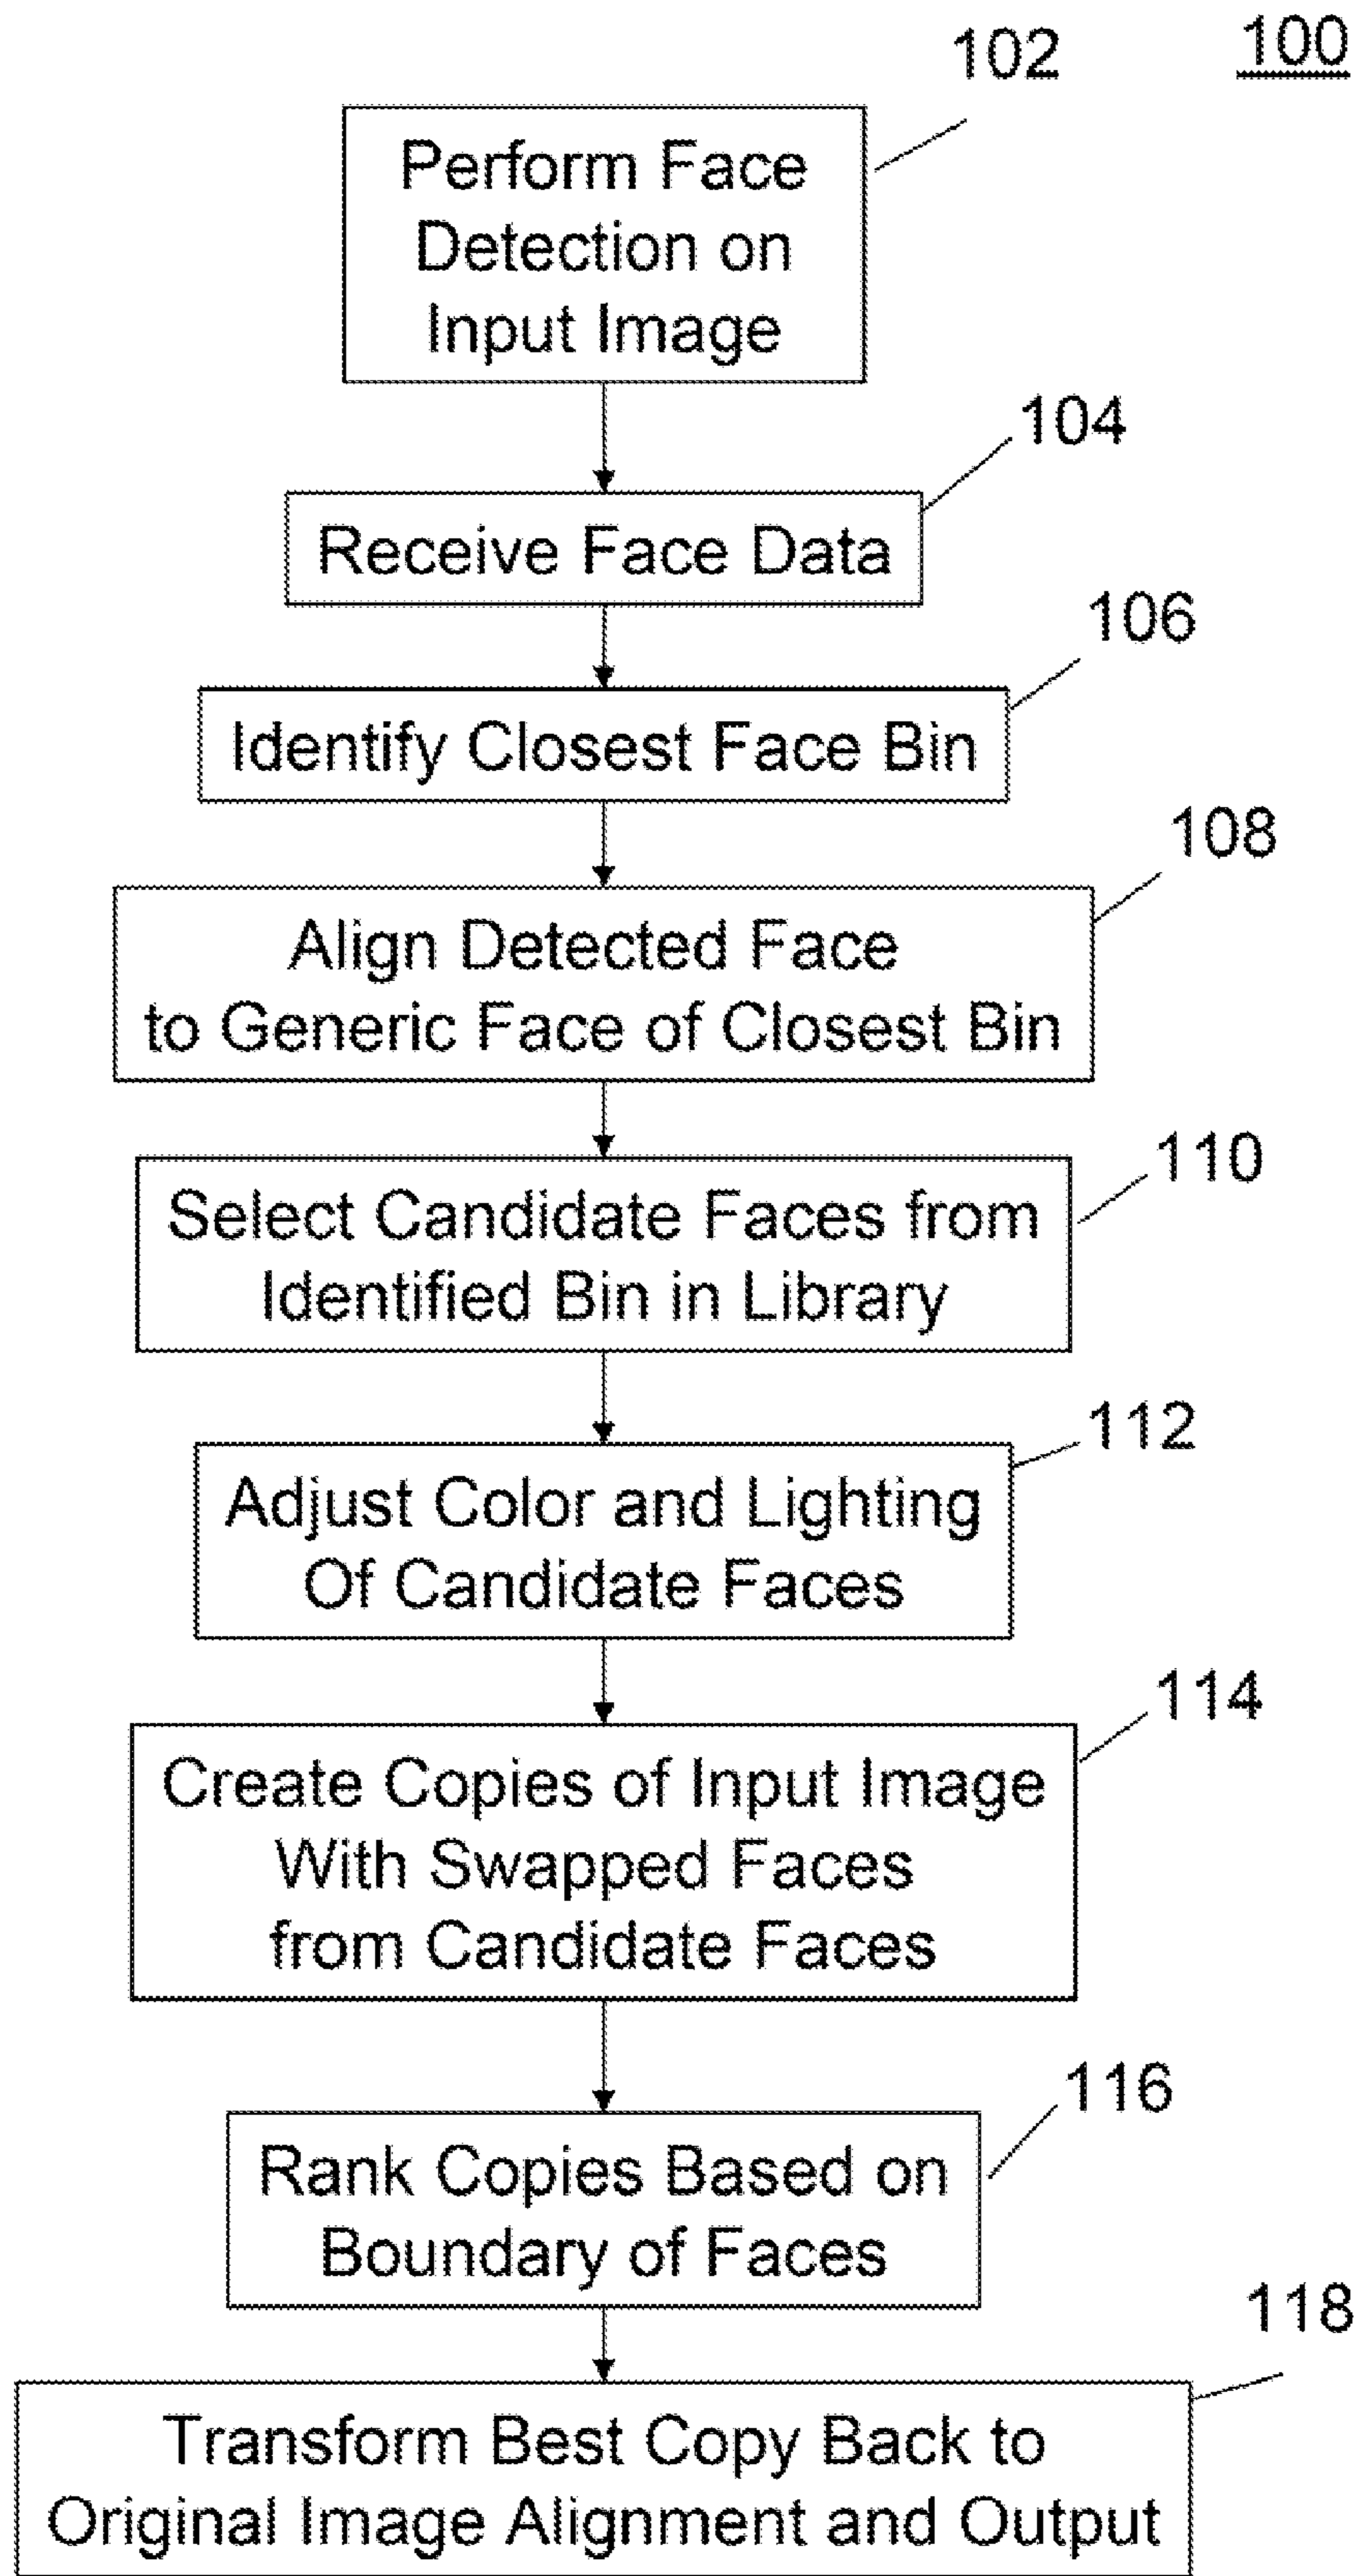 100
102
Perform Face
Detection on
Input Image
104
Receive Face Data
106
Identify Closest Face Bin
108
Align Detected Face
to Generic Face of Closest Bin
110
Select Candidate Faces from
Identified Bin in Library
112
Adjust Color and Lighting
Of Candidate Faces
114
Create Copies of Input Image
With Swapped Faces
from Candidate Faces
116
Rank Copies Based on
Boundary of Faces
118
Transform Best Copy Back to
Original Image Alignment and Output